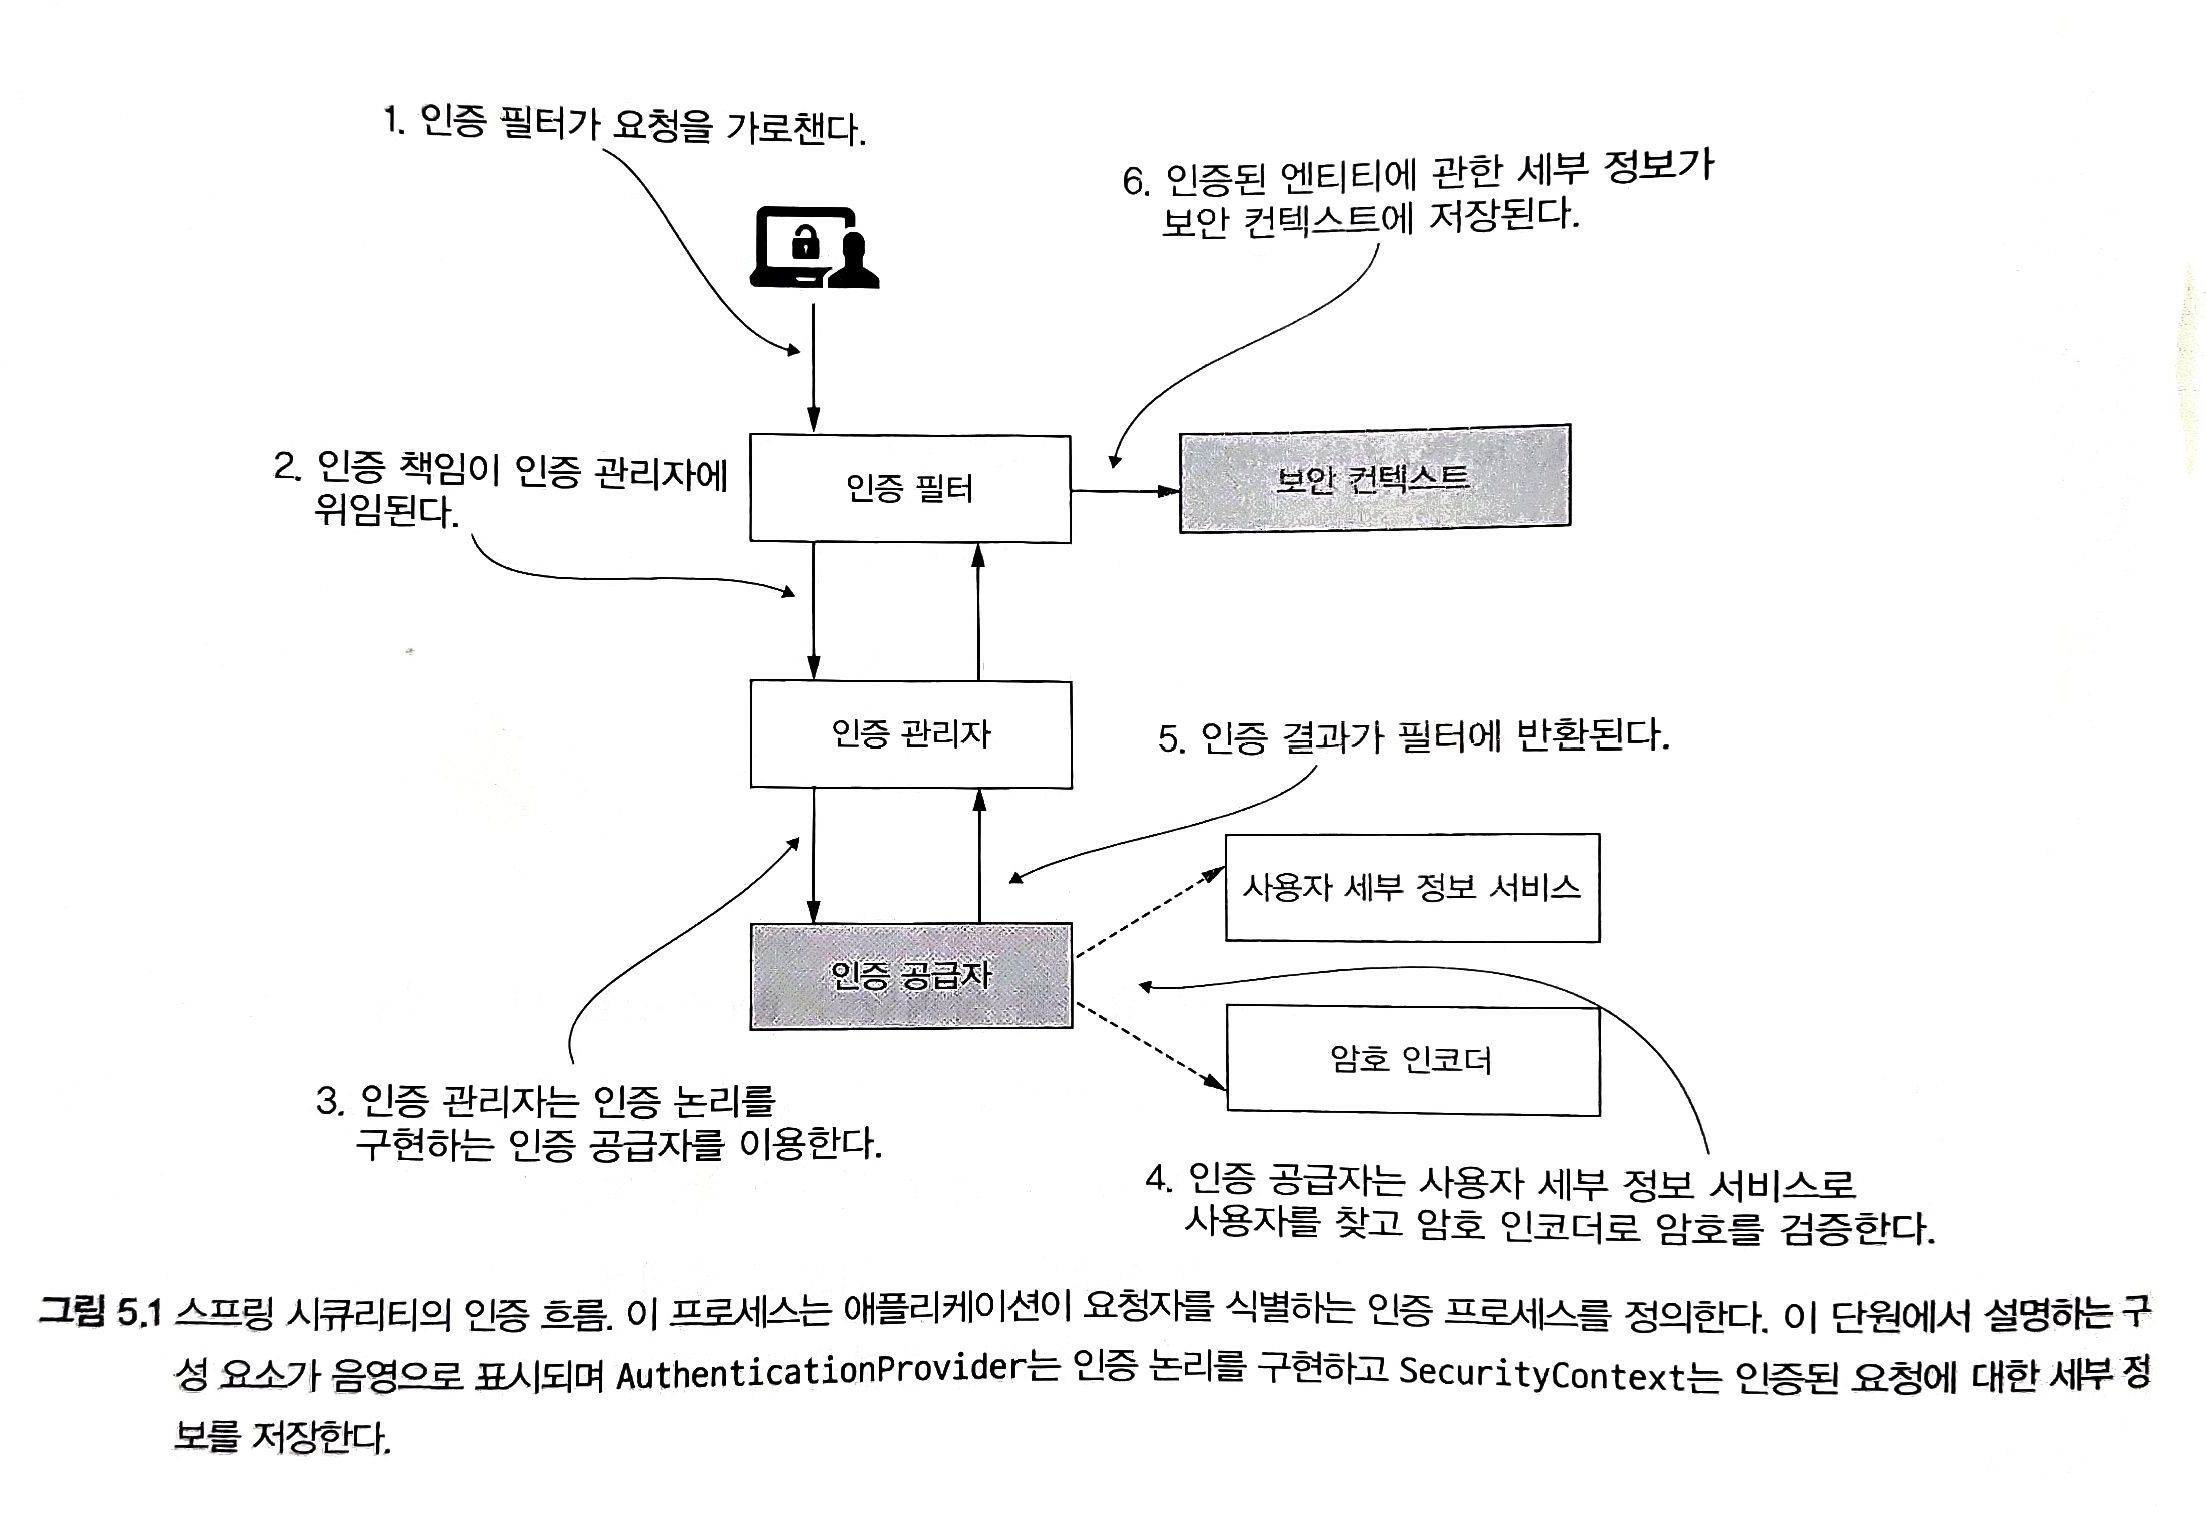 1. 인증 필터가 요청을 가로챈다.
6. 인증된 엔티티에 관한 세부 정보가
보안 컨텍스트에 저장된다.
2. 인증 책임이 인증 관리자에
위임된다.
인증 필터
보안 컨텍스트
인증 관리자
5. 인증 결과가 필터에 반환된다.
사용자 세부 정보 서비스
인증 공급자
암호 인코더
3. 인증 관리자는 인증 논리를
구현하는 인증 공급자를 이용한다.
4. 인증 공급자는 사용자 세부 정보 서비스로
사용자를 찾고 암호 인코더로 암호를 검증한다.
그림 5.1 스프링 시큐리티의 인증 흐름. 이 프로세스는 애플리케이션이 요청자를 식별하는 인증 프로세스를 정의한다. 이 단원에서 설명하는 구
성 요소가 음영으로 표시되며 AuthenticationProvider는 인증 논리를 구현하고 SecurityContext는 인증된 요청에 대한 세부 정
보를 저장한다.